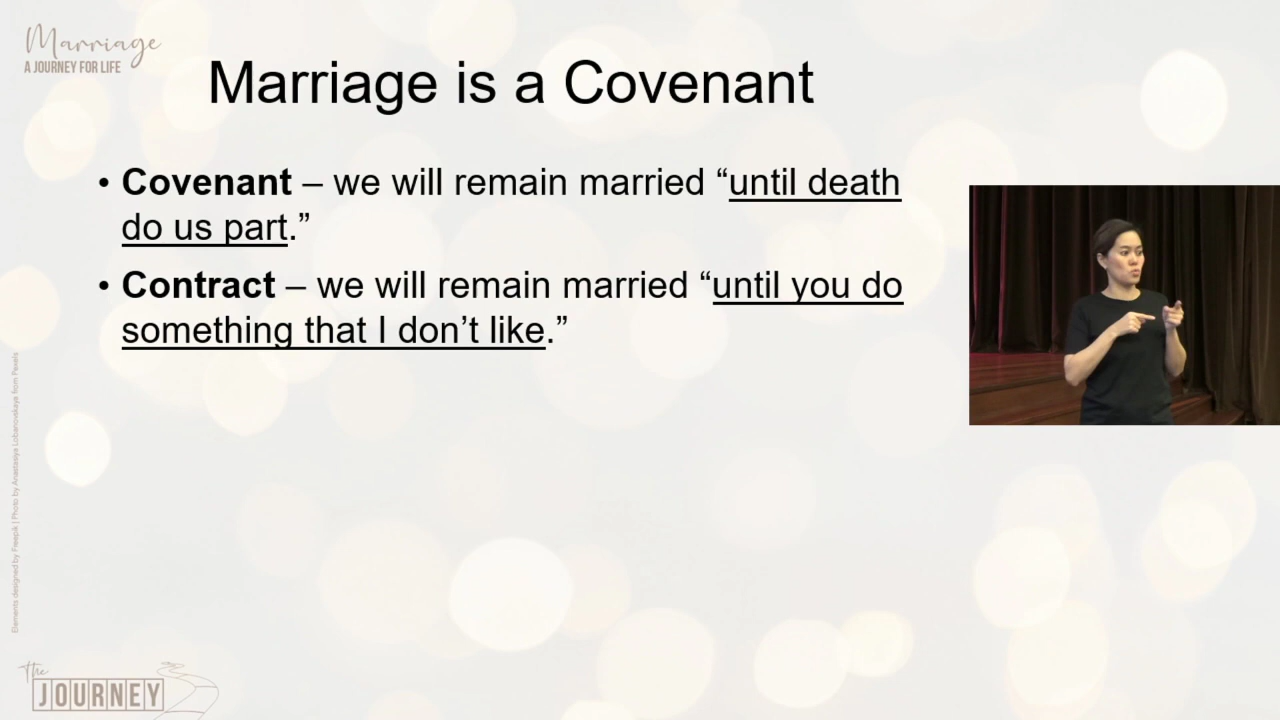 Marriage
A JOURNEY FOR LIFE
Marriage is a Covenant
• Covenant – we will remain married “until death
do us part.”
• Contract – we will remain married “until you do
something that I don’t like.”
Elements designed by Freepik | Photo by Anastasiya Lobanovskaya from Pexels
The
JOURNEY